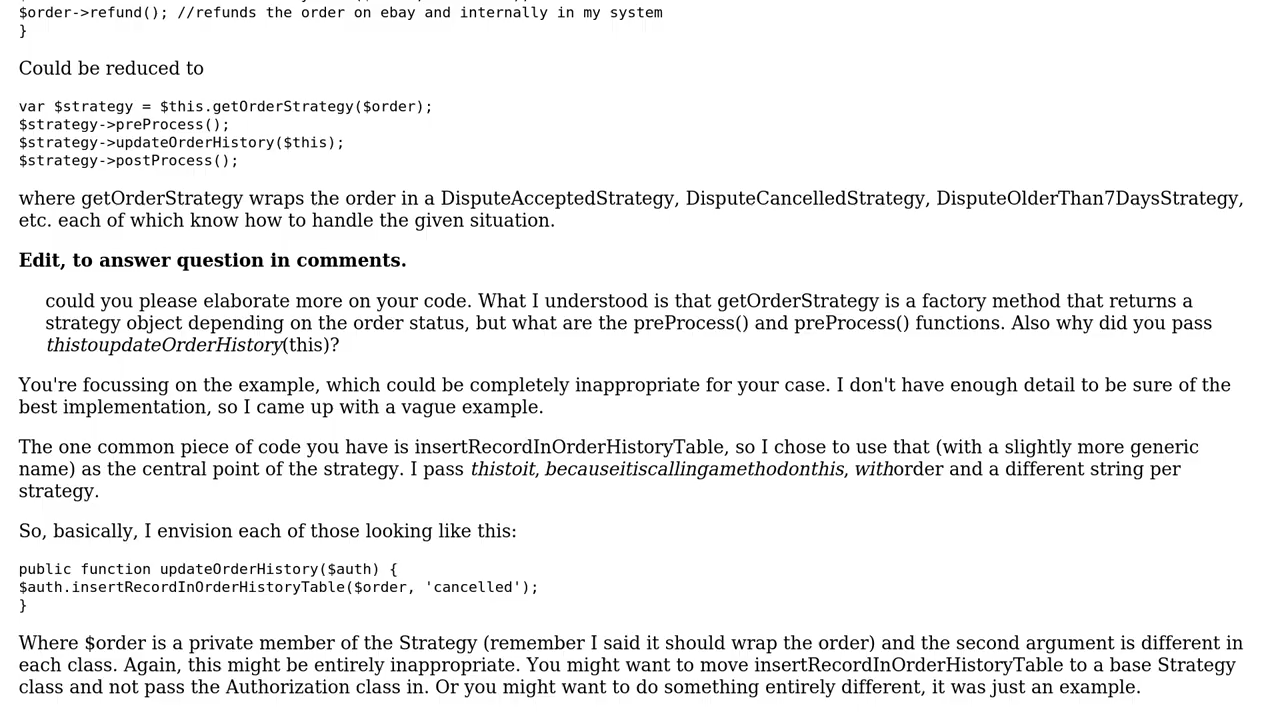 $order->refund(); //refunds the order on ebay and internally in my system
}
Could be reduced to
var $strategy = $this.getOrderStrategy($order);
$strategy->preProcess();
$strategy->updateOrderHistory($this);
$strategy->postProcess();
where getOrderStrategy wraps the order in a DisputeAcceptedStrategy, DisputeCancelledStrategy, DisputeOlderThan7DaysStrategy,
etc. each of which know how to handle the given situation.
Edit, to answer question in comments.
could you please elaborate more on your code. What I understood is that getOrderStrategy is a factory method that returns a
strategy object depending on the order status, but what are the preProcess() and preProcess() functions. Also why did you pass
thistoupdateOrderHistory(this)?
You're focussing on the example, which could be completely inappropriate for your case. I don't have enough detail to be sure of the
best implementation, so I came up with a vague example.
The one common piece of code you have is insertRecordInOrderHistoryTable, so I chose to use that (with a slightly more generic
name) as the central point of the strategy. I pass thistoit, becauseitiscallingamethodonthis, withorder and a different string per
strategy.
So, basically, I envision each of those looking like this:
public function updateOrderHistory($auth) {
$auth.insertRecordInOrderHistoryTable($order, 'cancelled');
}
Where $order is a private member of the Strategy (remember I said it should wrap the order) and the second argument is different in
each class. Again, this might be entirely inappropriate. You might want to move insertRecordInOrderHistoryTable to a base Strategy
class and not pass the Authorization class in. Or you might want to do something entirely different, it was just an example.